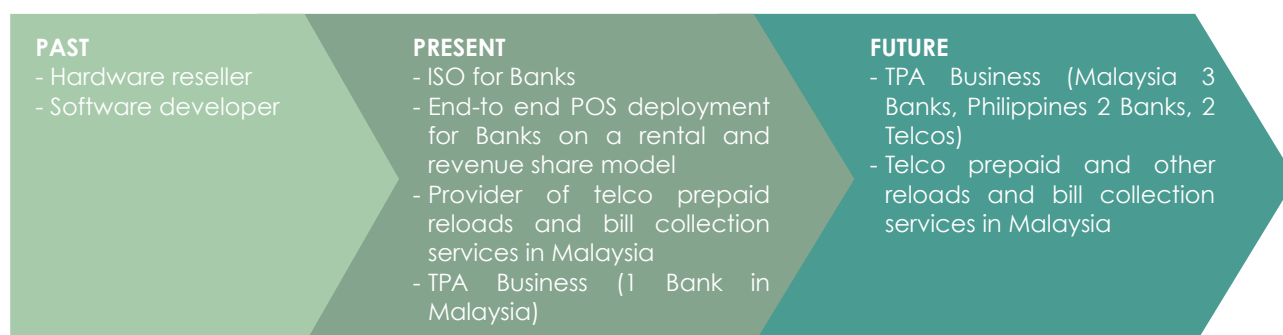 PAST
- Hardware reseller
- Software developer
PRESENT
- ISO for Banks
- End-to end POS deployment
for Banks on a rental and
revenue share model
- Provider of telco prepaid
reloads and bill collection
services in Malaysia
- TPA Business (1 Bank in
Malaysia)
FUTURE
- TPA Business (Malaysia 3
Banks, Philippines 2 Banks, 2
Telcos)
- Telco prepaid and other
reloads and bill collection
services in Malaysia